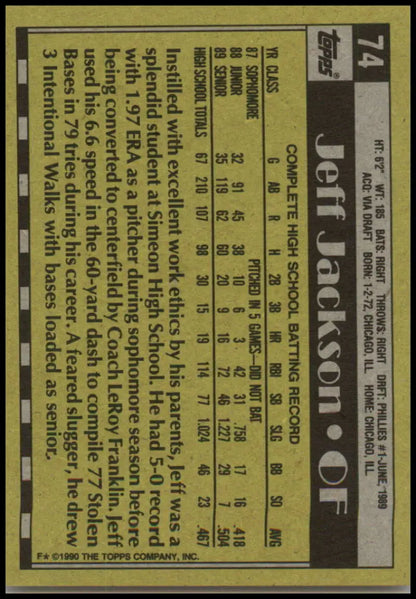 74
TOPPS®
Jeff Jackson • OF
HT: 6'2" WT: 185 BATS: RIGHT THROWS: RIGHT DRFT: PHILLIES #1-JUNE, 1989
ACQ: VIA DRAFT BORN: 1-2-72, CHICAGO, ILL. HOME: CHICAGO, ILL
COMPLETE HIGH SCHOOL BATTING RECORD
YR CLASS G AB R H 2B 3B HR RBI SB SLG BB SO AVG
87 SOPHOMORE PITCHED IN 5 GAMES—DID NOT BAT
88 JUNIOR 32 91 45 38 10 6 3 42 31 .758 17 16 .418
89 SENIOR 35 119 62 60 20 9 16 72 46 1.227 29 7 .504
HIGH SCHOOL TOTALS 67 210 107 98 30 15 19 114 77 1.024 46 23 .467
Instilled with excellent work ethics by his parents, Jeff was a
splendid student at Simeon High School. He had 5-0 record
with 1.97 ERA as a pitcher during sophomore season before
being converted to centerfield by Coach LeRoy Franklin. Jeff
used his 6.6 speed in the 60-yard dash to compile 77 Stolen
Bases in 79 tries during his career. A feared slugger, he drew
3 Intentional Walks with bases loaded as senior.
F* ©1990 THE TOPPS COMPANY, INC.